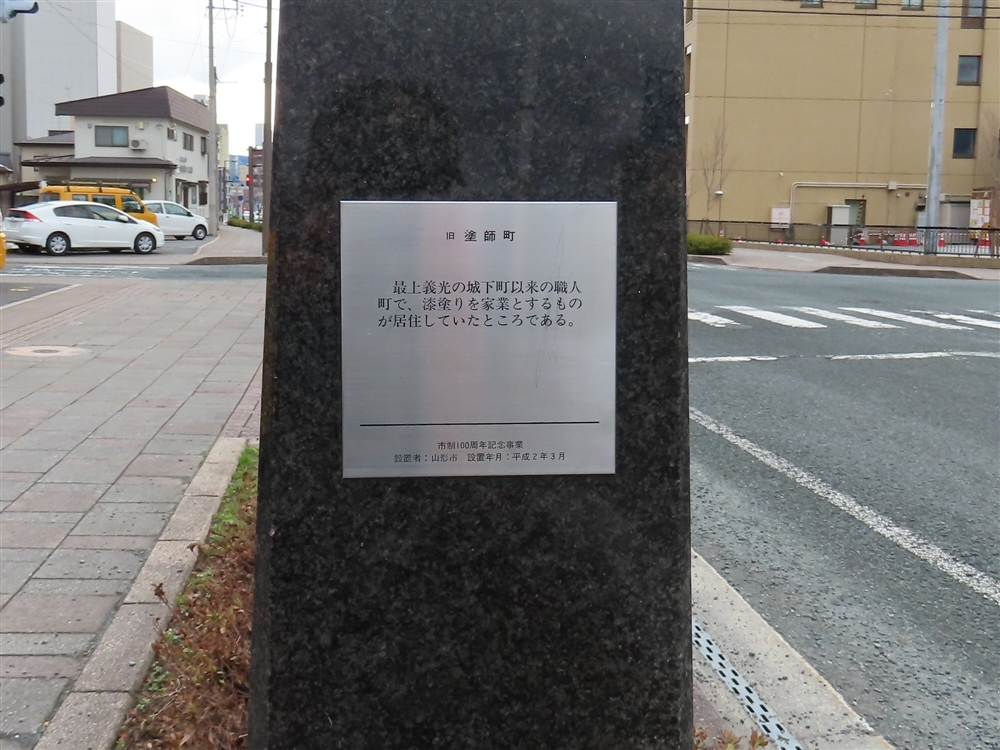 旧 塗師町
最上義光の城下町以来の職人
町で、漆塗りを家業とするもの
が居住していたところである。
市制100周年記念事業
設置者：山形市 設置年月：平成2年3月